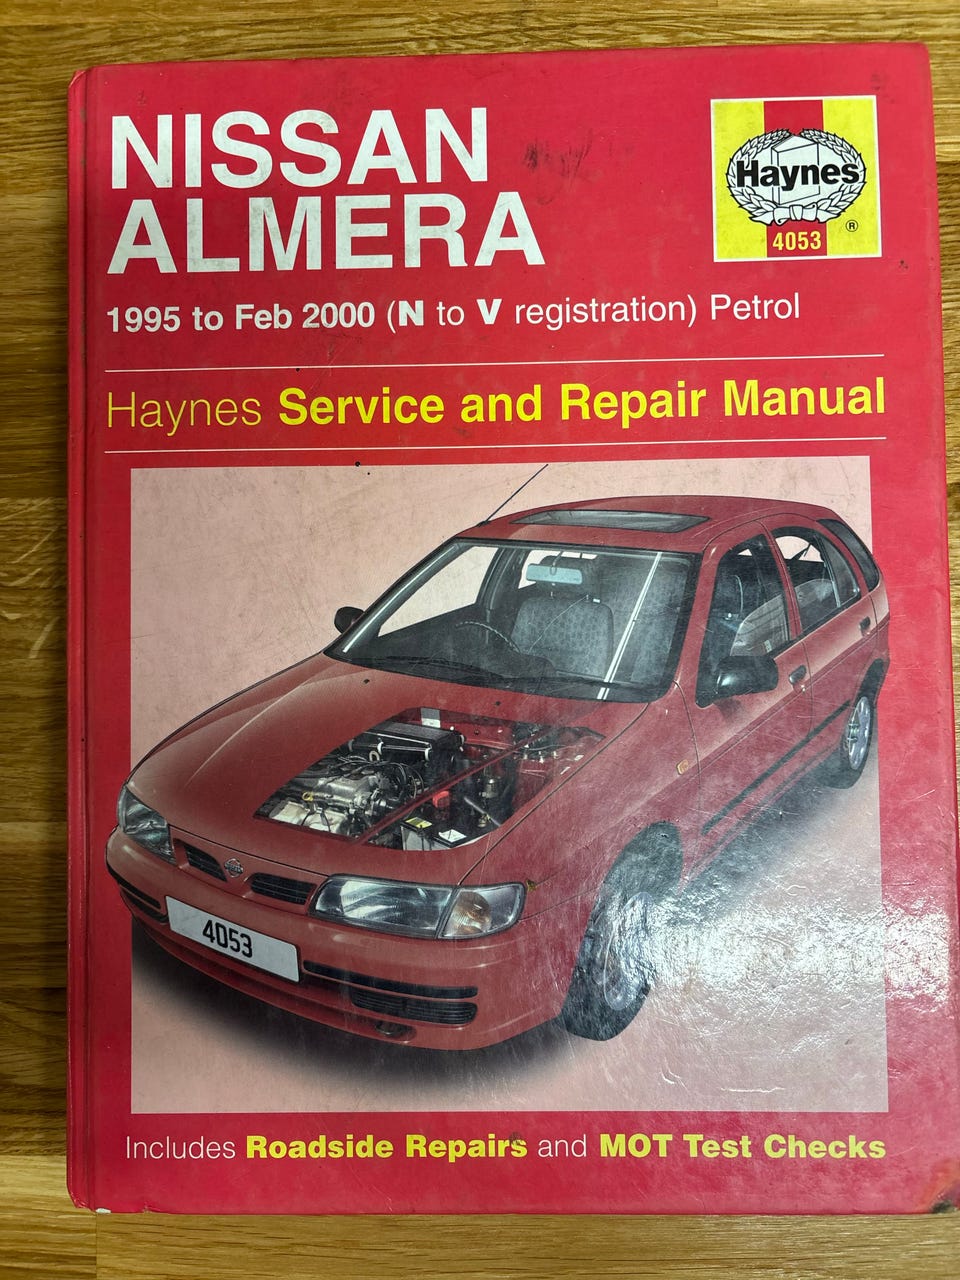 NISSAN
ALMERA
Haynes
®
4053
1995 to Feb 2000 (N to V registration) Petrol
Haynes Service and Repair Manual
4053
Includes Roadside Repairs and MOT Test Checks